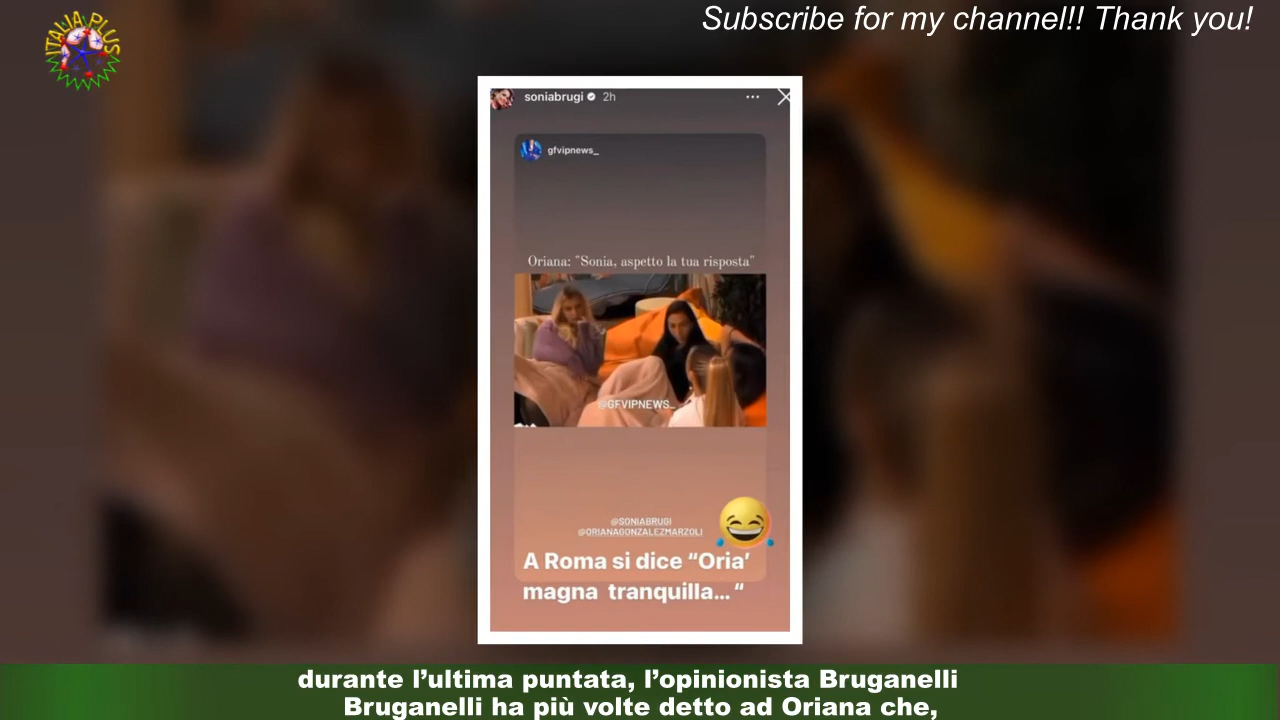 Subscribe for my channel!! Thank you!
ITALIA PLUS
soniabrugi 2h
gfvipnews_
Oriana: "Sonia, aspetto la tua risposta"
@GFVIPNEWS_
@SONIABRUGI
@ORIANAGONZALEZMARZOLI
A Roma si dice “Oria’
magna tranquilla... “
durante l’ultima puntata, l’opinionista Bruganelli
Bruganelli ha più volte detto ad Oriana che,